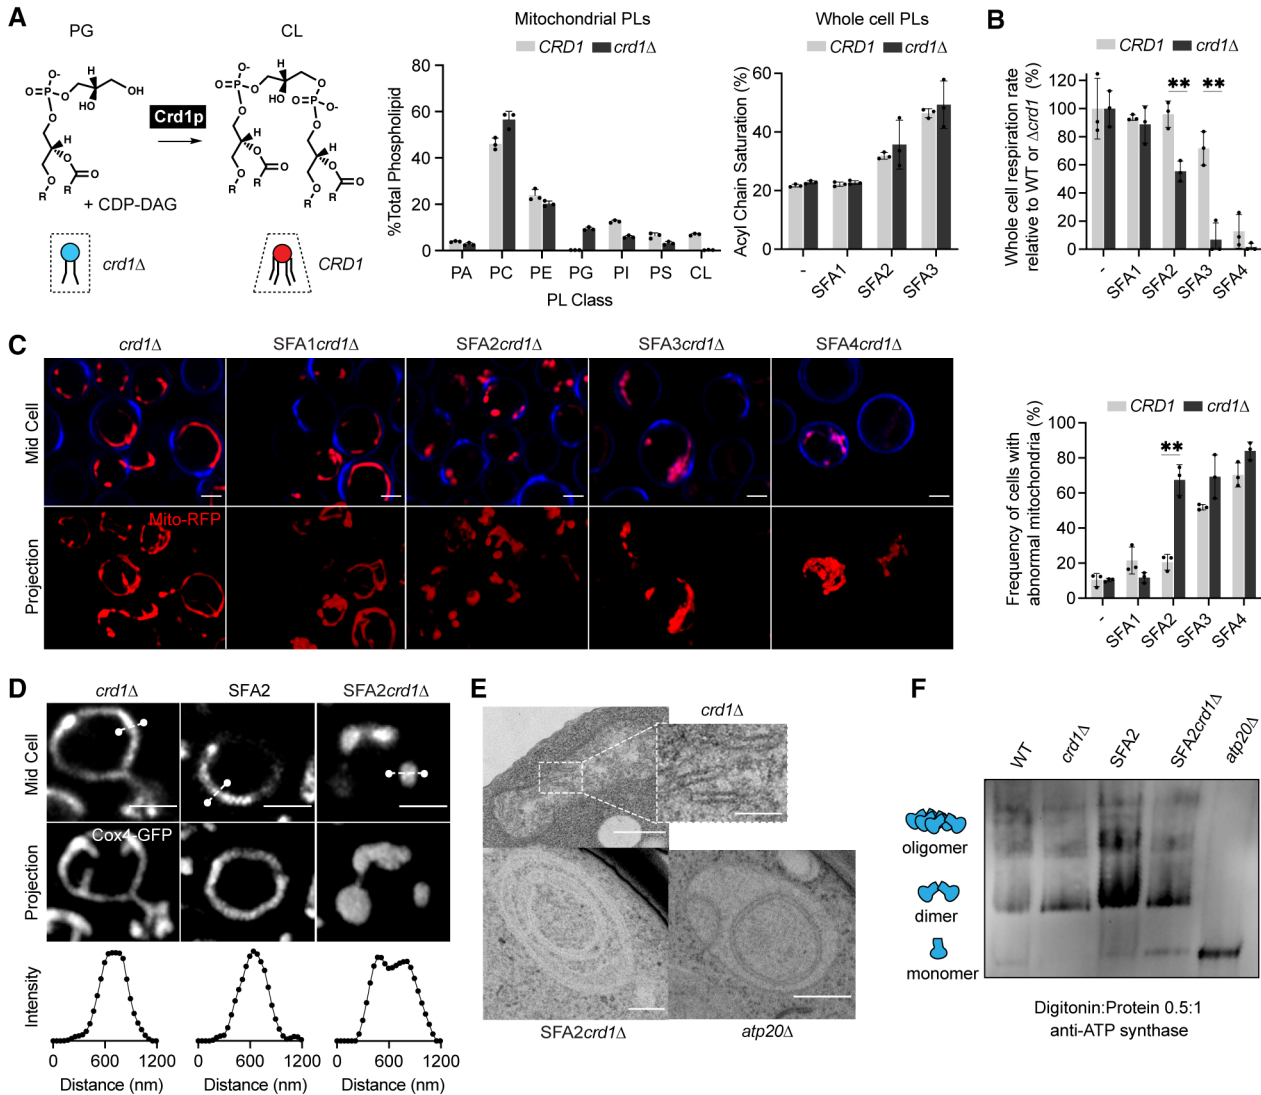 A
PG
CL
O-
O=P
O
H
HO
OH
H
O
O
O
R
R
Crd1p
O-
O=P
O
H
HO
O
P=O
O-
O
H
O
O
O
R
R
O
H
O
O
O
R
R
+ CDP-DAG
crd1Δ
CRD1
Mitochondrial PLs
CRD1 crd1Δ
%Total Phospholipid
80
60
40
20
0
PA PC PE PG PI PS CL
PL Class
Whole cell PLs
CRD1 crd1Δ
Acyl Chain Saturation (%)
60
40
20
0
- SFA1 SFA2 SFA3
B
CRD1 crd1Δ
Whole cell respiration rate
relative to WT or Δcrd1 (%)
120
100
80
60
40
20
0
** **
- SFA1 SFA2 SFA3 SFA4
C
crd1Δ SFA1crd1Δ SFA2crd1Δ SFA3crd1Δ SFA4crd1Δ
Mid Cell
Mito-RFP
Projection
CRD1 crd1Δ
Frequency of cells with
abnormal mitochondria (%)
100
80
60
40
20
0
**
- SFA1 SFA2 SFA3 SFA4
D
crd1Δ SFA2 SFA2crd1Δ
Mid Cell
Cox4-GFP
Projection
Intensity
0 600 1200 0 600 1200 0 600 1200
Distance (nm) Distance (nm) Distance (nm)
E
crd1Δ
SFA2crd1Δ atp20Δ
F
WT crd1Δ SFA2 SFA2crd1Δ atp20Δ
oligomer
dimer
monomer
Digitonin:Protein 0.5:1
anti-ATP synthase